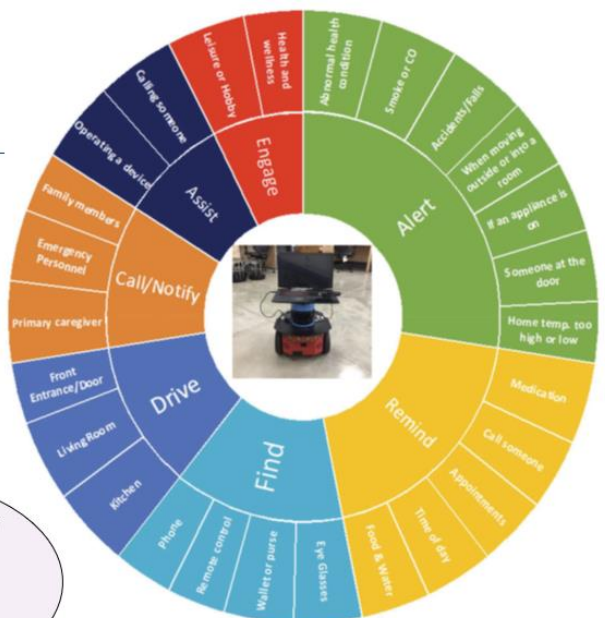 Alert
Abnormal health
condition
Smoke or CO
Accidents/Falls
When moving
outside or into a
room
If an appliance is
on
Someone at the
door
Home temp. too
high or low
Remind
Medication
Call someone
Appointments
Time of day
Food & Water
Find
Eye Glasses
Wallet or purse
Remote control
Phone
Drive
Kitchen
Living Room
Front
Entrance/Door
Call/Notify
Primary caregiver
Emergency
Personnel
Family members
Assist
Operating a device
Calling someone
Engage
Leisure or Hobby
Health and
wellness